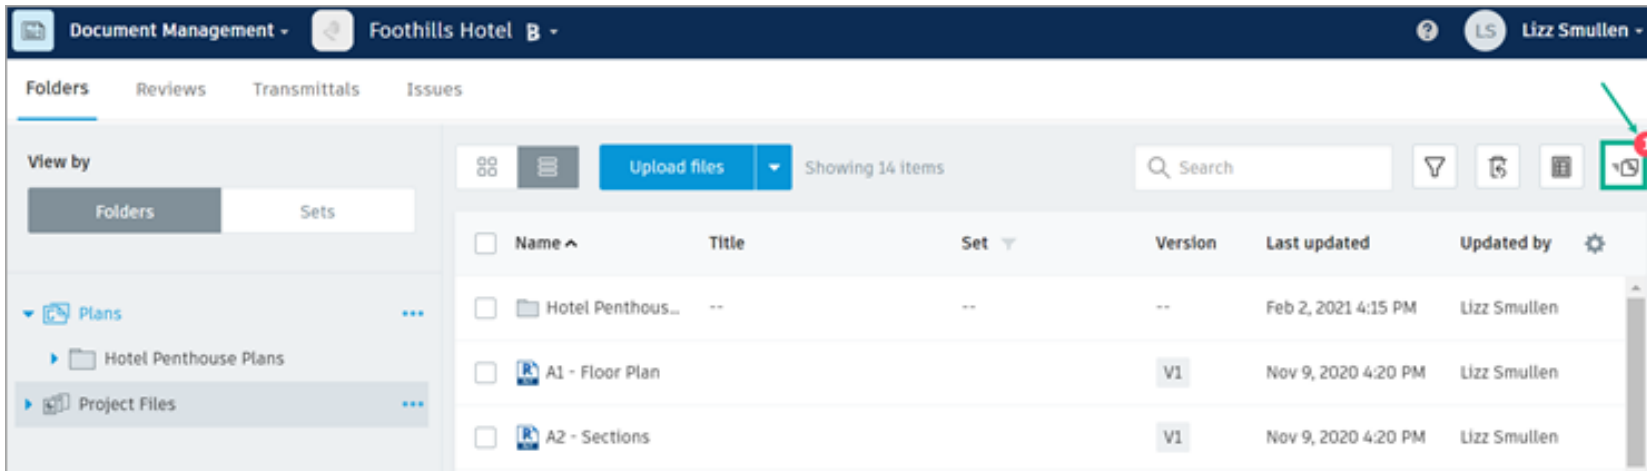 Document Management Foothills Hotel B LS Lizz Smullen
Folders Reviews Transmittals Issues
View by
Upload files Showing 14 items Search
Folders Sets
Name Title Set Version Last updated Updated by
Plans
Hotel Penthous... -- -- -- Feb 2, 2021 4:15 PM Lizz Smullen
Hotel Penthouse Plans
A1 - Floor Plan V1 Nov 9, 2020 4:20 PM Lizz Smullen
Project Files
A2 - Sections V1 Nov 9, 2020 4:20 PM Lizz Smullen